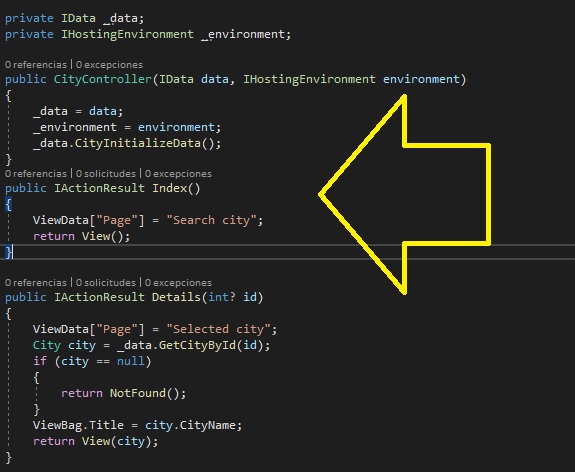 private IData _data;
private IHostingEnvironment _environment;
0 referencias | 0 excepciones
public CityController(IData data, IHostingEnvironment environment)
{
_data = data;
_environment = environment;
_data.CityInitializeData();
}
0 referencias | 0 solicitudes | 0 excepciones
public IActionResult Index()
{
ViewData["Page"] = "Search city";
return View();
}
0 referencias | 0 solicitudes | 0 excepciones
public IActionResult Details(int? id)
{
ViewData["Page"] = "Selected city";
City city = _data.GetCityById(id);
if (city == null)
{
return NotFound();
}
ViewBag.Title = city.CityName;
return View(city);
}